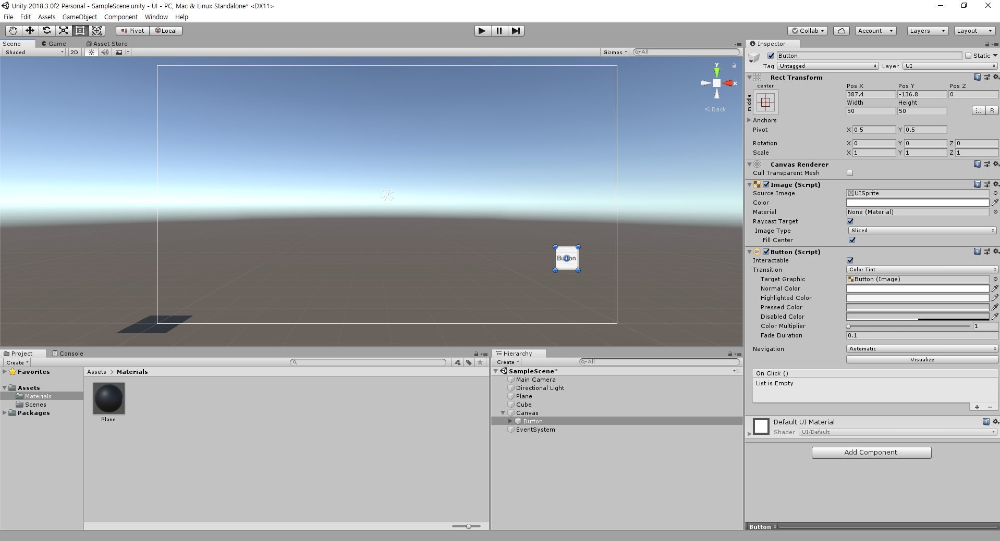 Unity 2018.3.0f2 Personal - SampleScene.unity - UI - PC, Mac & Linux Standalone* <DX11>
File Edit Assets GameObject Component Window Help
Pivot Local Collab Account Layers Layout
Scene Game Asset Store
Shaded 2D Gizmos All
y
x
Back
Button
Inspector
Button Static
Tag Untagged Layer UI
Rect Transform
center
middle
Pos X Pos Y Pos Z
387.4 -136.8 0
Width Height
50 50 R
Anchors
Pivot X 0.5 Y 0.5
Rotation X 0 Y 0 Z 0
Scale X 1 Y 1 Z 1
Canvas Renderer
Cull Transparent Mesh
Image (Script)
Source Image UISprite
Color
Material None (Material)
Raycast Target
Image Type Sliced
Fill Center
OK Button (Script)
Interactable
Transition Color Tint
Target Graphic Button (Image)
Normal Color
Highlighted Color
Pressed Color
Disabled Color
Color Multiplier 1
Fade Duration 0.1
Navigation Automatic
Visualize
On Click ()
List is Empty
+ −
Default UI Material
Shader UI/Default
Add Component
Button
Project Console
Create
Favorites
Assets
Materials
Scenes
Packages
Assets > Materials
Plane
Hierarchy
Create All
SampleScene*
Main Camera
Directional Light
Plane
Cube
Canvas
Button
EventSystem